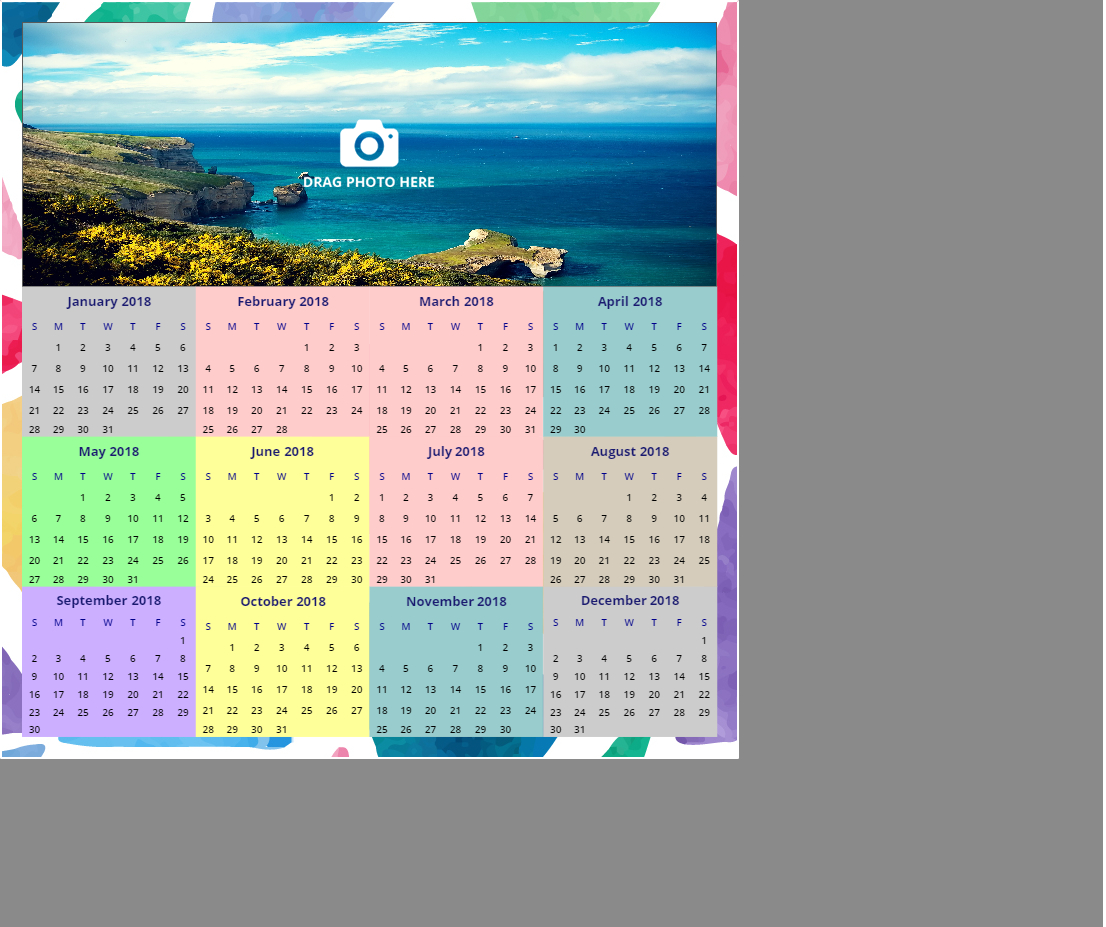 DRAG PHOTO HERE
January 2018
S M T W T F S
1 2 3 4 5 6
7 8 9 10 11 12 13
14 15 16 17 18 19 20
21 22 23 24 25 26 27
28 29 30 31
February 2018
S M T W T F S
1 2 3
4 5 6 7 8 9 10
11 12 13 14 15 16 17
18 19 20 21 22 23 24
25 26 27 28
March 2018
S M T W T F S
1 2 3
4 5 6 7 8 9 10
11 12 13 14 15 16 17
18 19 20 21 22 23 24
25 26 27 28 29 30 31
April 2018
S M T W T F S
1 2 3 4 5 6 7
8 9 10 11 12 13 14
15 16 17 18 19 20 21
22 23 24 25 26 27 28
29 30
May 2018
S M T W T F S
1 2 3 4 5
6 7 8 9 10 11 12
13 14 15 16 17 18 19
20 21 22 23 24 25 26
27 28 29 30 31
June 2018
S M T W T F S
1 2
3 4 5 6 7 8 9
10 11 12 13 14 15 16
17 18 19 20 21 22 23
24 25 26 27 28 29 30
July 2018
S M T W T F S
1 2 3 4 5 6 7
8 9 10 11 12 13 14
15 16 17 18 19 20 21
22 23 24 25 26 27 28
29 30 31
August 2018
S M T W T F S
1 2 3 4
5 6 7 8 9 10 11
12 13 14 15 16 17 18
19 20 21 22 23 24 25
26 27 28 29 30 31
September 2018
S M T W T F S
1
2 3 4 5 6 7 8
9 10 11 12 13 14 15
16 17 18 19 20 21 22
23 24 25 26 27 28 29
30
October 2018
S M T W T F S
1 2 3 4 5 6
7 8 9 10 11 12 13
14 15 16 17 18 19 20
21 22 23 24 25 26 27
28 29 30 31
November 2018
S M T W T F S
1 2 3
4 5 6 7 8 9 10
11 12 13 14 15 16 17
18 19 20 21 22 23 24
25 26 27 28 29 30
December 2018
S M T W T F S
1
2 3 4 5 6 7 8
9 10 11 12 13 14 15
16 17 18 19 20 21 22
23 24 25 26 27 28 29
30 31